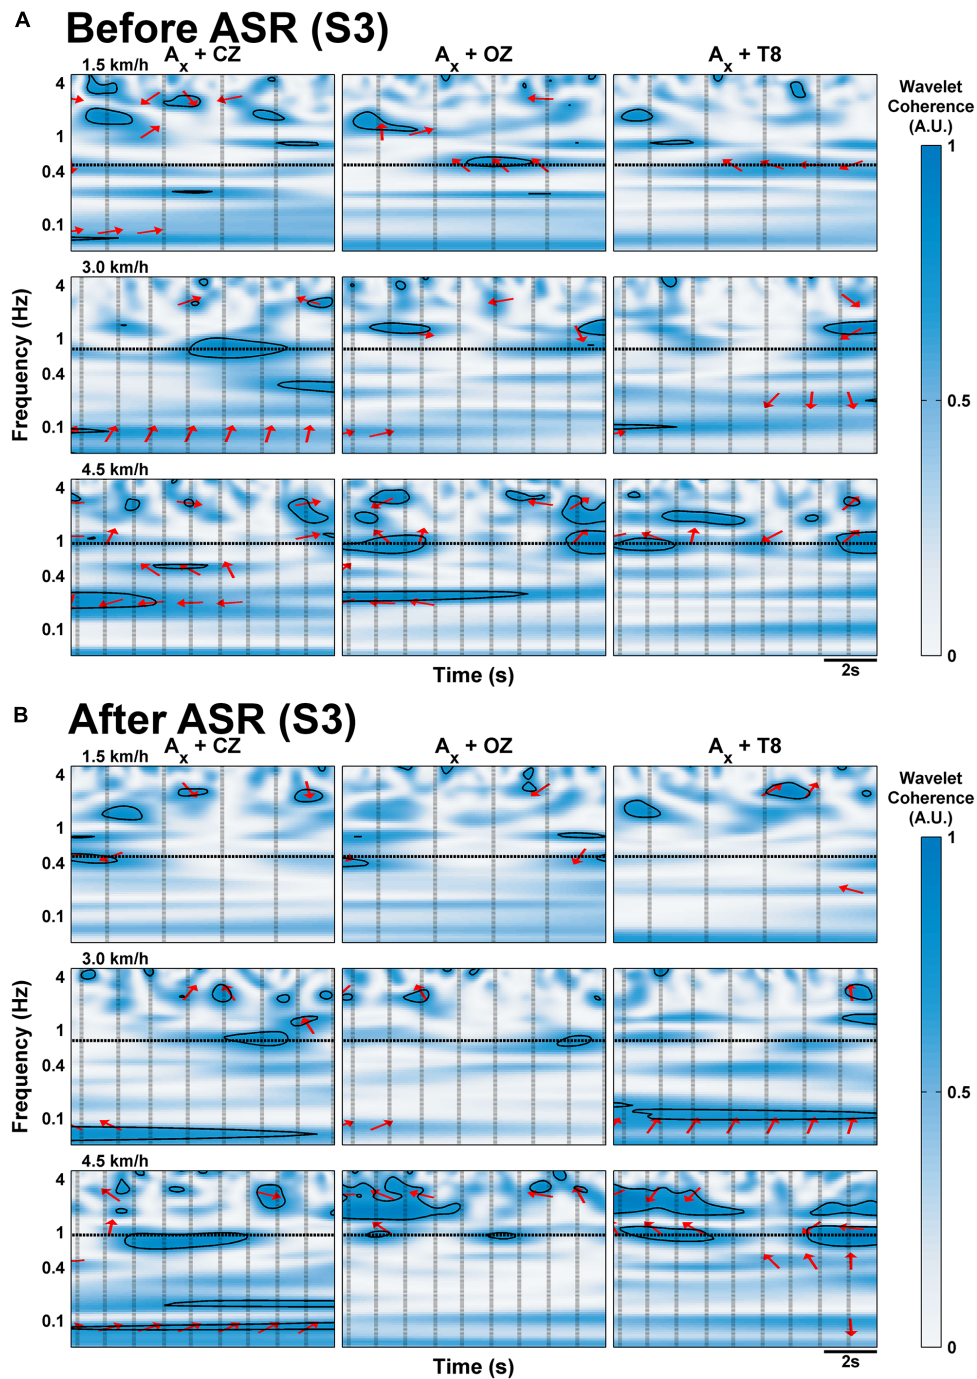 A
Before ASR (S3)
Ax + CZ
Ax + OZ
Ax + T8
1.5 km/h
4
1
0.4
0.1
3.0 km/h
4
1
0.4
0.1
4.5 km/h
4
1
0.4
0.1
Frequency (Hz)
Time (s)
2s
Wavelet
Coherence
(A.U.)
1
0.5
0
B
After ASR (S3)
Ax + CZ
Ax + OZ
Ax + T8
1.5 km/h
4
1
0.4
0.1
3.0 km/h
4
1
0.4
0.1
4.5 km/h
4
1
0.4
0.1
Frequency (Hz)
Time (s)
2s
Wavelet
Coherence
(A.U.)
1
0.5
0